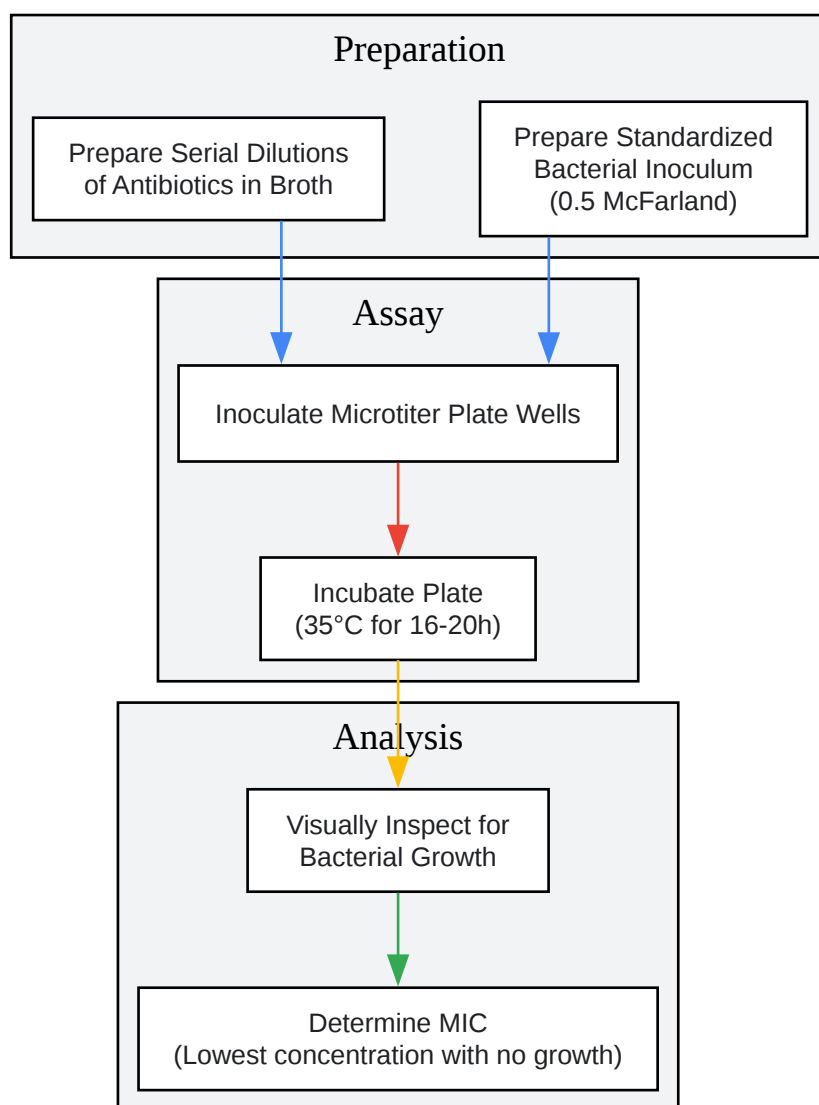 Preparation
Prepare Serial Dilutions
of Antibiotics in Broth
Prepare Standardized
Bacterial Inoculum
(0.5 McFarland)
Assay
Inoculate Microtiter Plate Wells
Incubate Plate
(35°C for 16-20h)
Analysis
Visually Inspect for
Bacterial Growth
Determine MIC
(Lowest concentration with no growth)